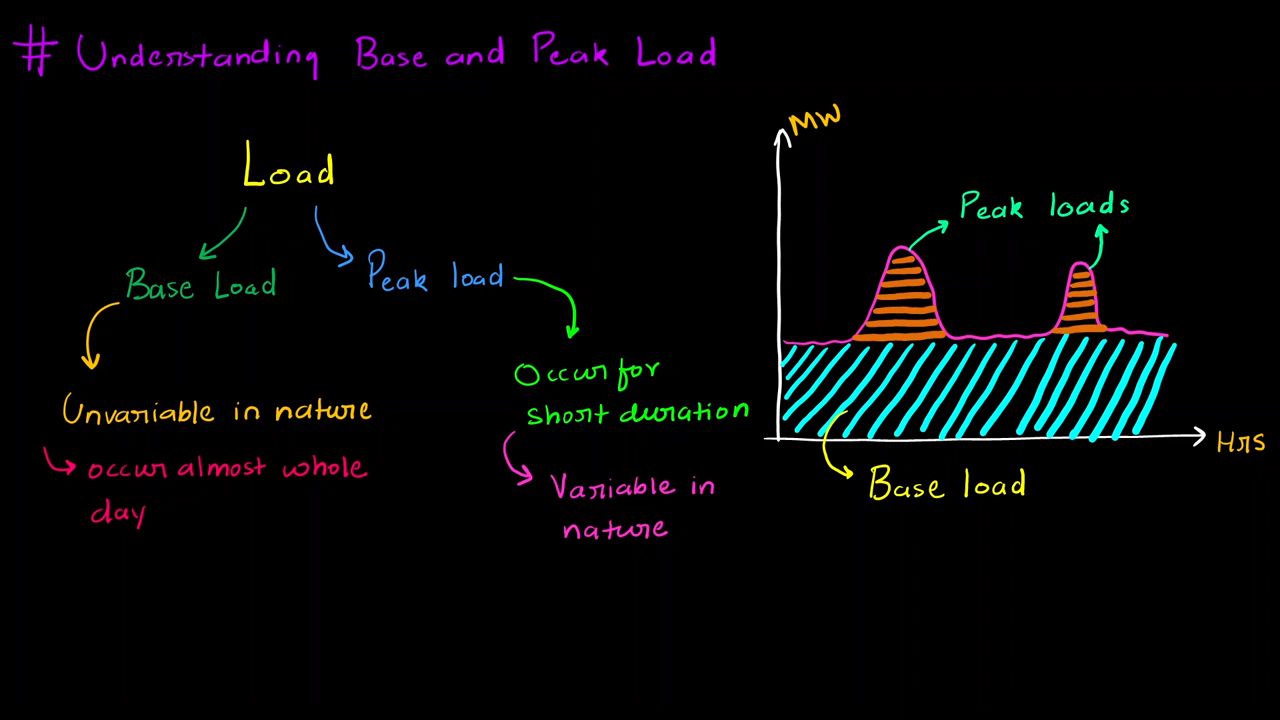 # Understanding Base and Peak Load
Load
Base Load
Peak load
Unvariable in nature
occur almost whole
day
Occur for
short duration
Variable in
nature
MW
Peak loads
Hrs
Base load